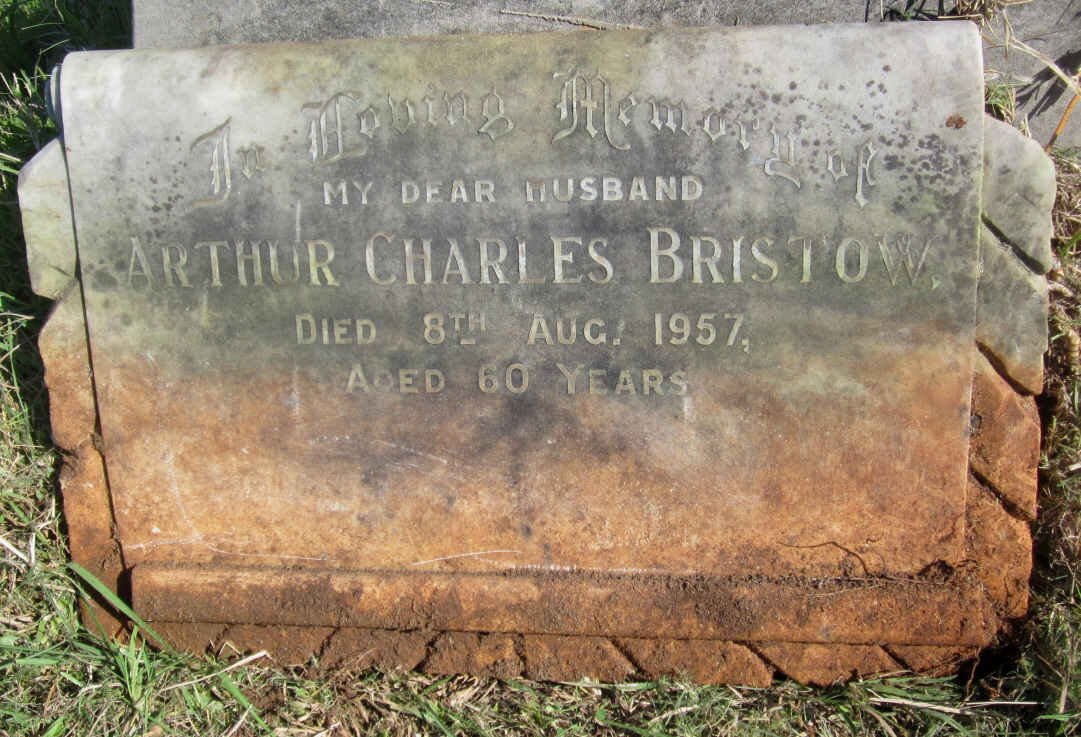 In Loving Memory of
MY DEAR HUSBAND
ARTHUR CHARLES BRISTOW,
DIED 8TH AUG. 1957,
AGED 60 YEARS